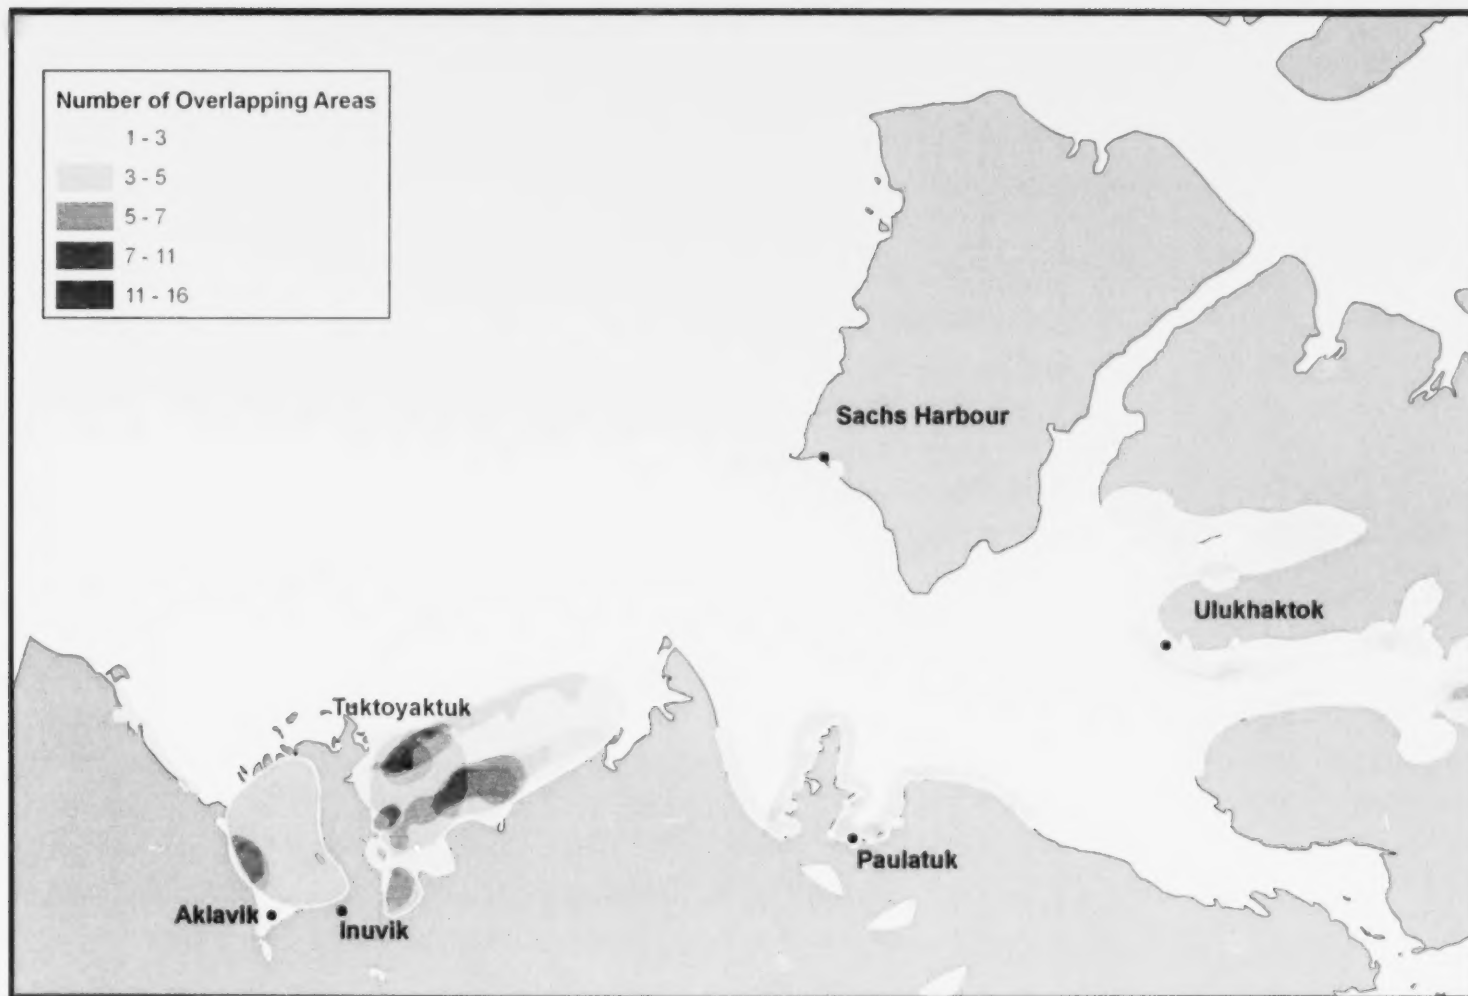 Number of Overlapping Areas
1 - 3
3 - 5
5 - 7
7 - 11
11 - 16
Sachs Harbour
Ulukhaktok
Tuktoyaktuk
Paulatuk
Aklavik
Inuvik